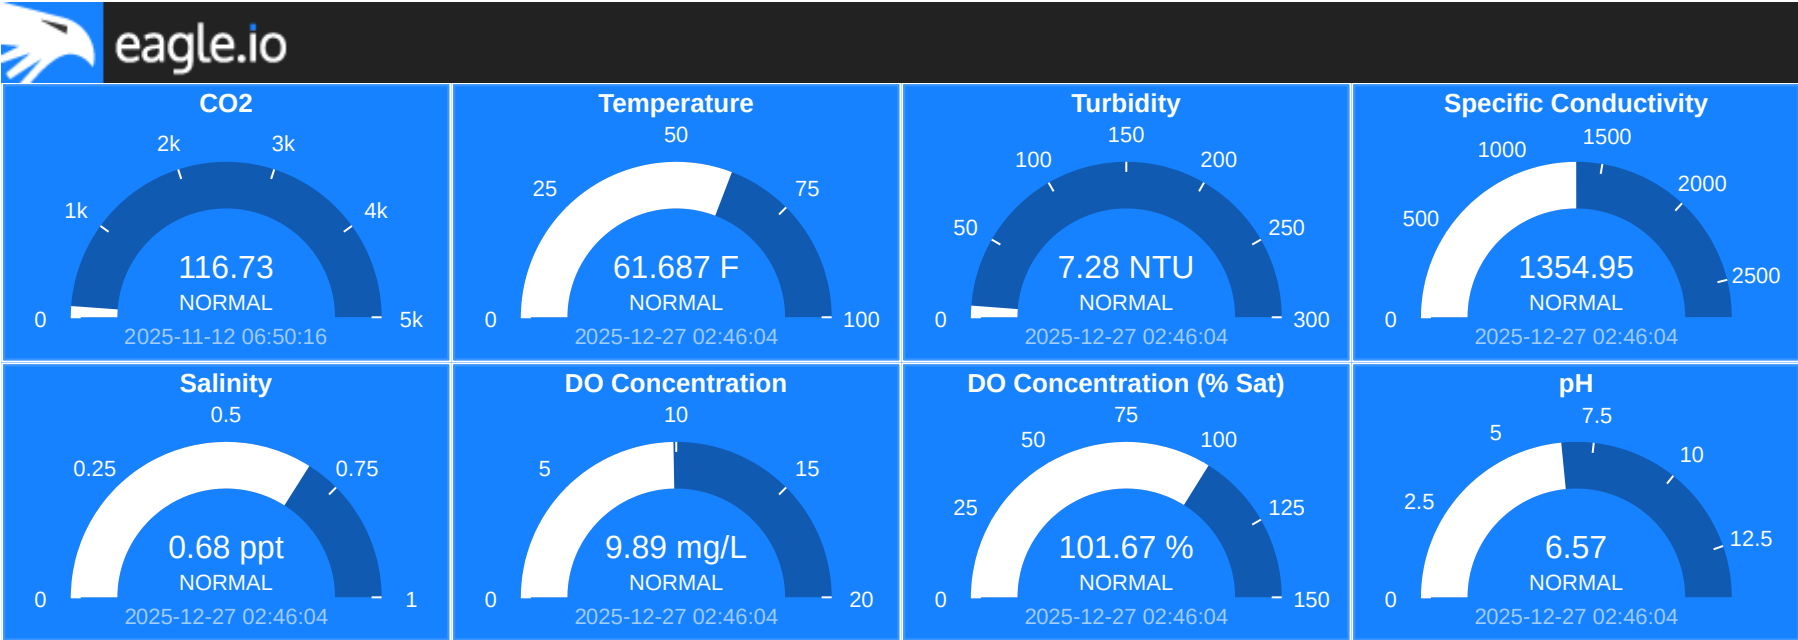 eagle.io
CO2
0
1k
2k
3k
4k
5k
116.73
NORMAL
2025-11-12 06:50:16
Temperature
0
25
50
75
100
61.687 F
NORMAL
2025-12-27 02:46:04
Turbidity
0
50
100
150
200
250
300
7.28 NTU
NORMAL
2025-12-27 02:46:04
Specific Conductivity
0
500
1000
1500
2000
2500
1354.95
NORMAL
2025-12-27 02:46:04
Salinity
0
0.25
0.5
0.75
1
0.68 ppt
NORMAL
2025-12-27 02:46:04
DO Concentration
0
5
10
15
20
9.89 mg/L
NORMAL
2025-12-27 02:46:04
DO Concentration (% Sat)
0
25
50
75
100
125
150
101.67 %
NORMAL
2025-12-27 02:46:04
pH
0
2.5
5
7.5
10
12.5
6.57
NORMAL
2025-12-27 02:46:04